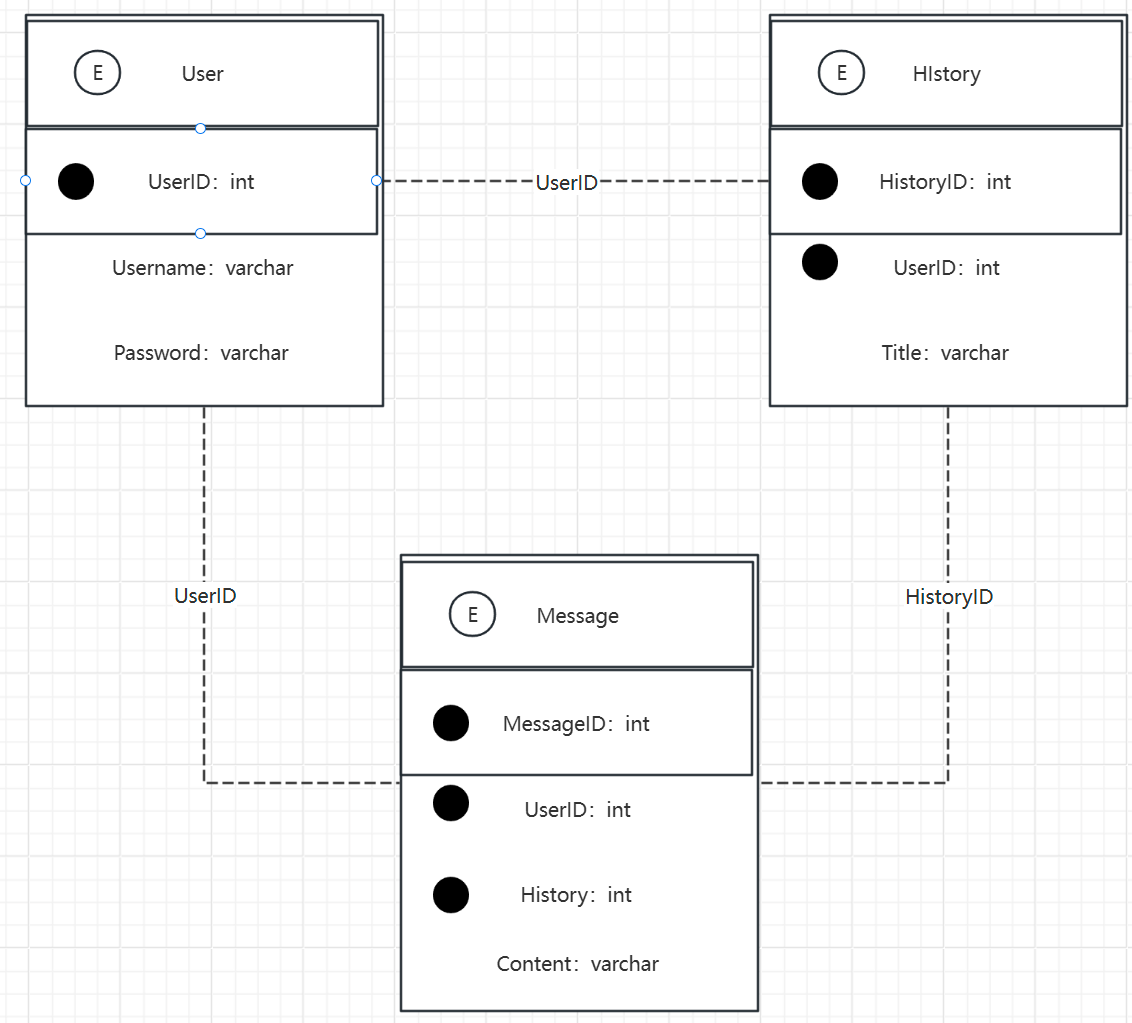 E User
UserID：int
Username：varchar
Password：varchar
UserID
E HIstory
HistoryID：int
UserID：int
Title：varchar
UserID
HistoryID
E Message
MessageID：int
UserID：int
History：int
Content：varchar